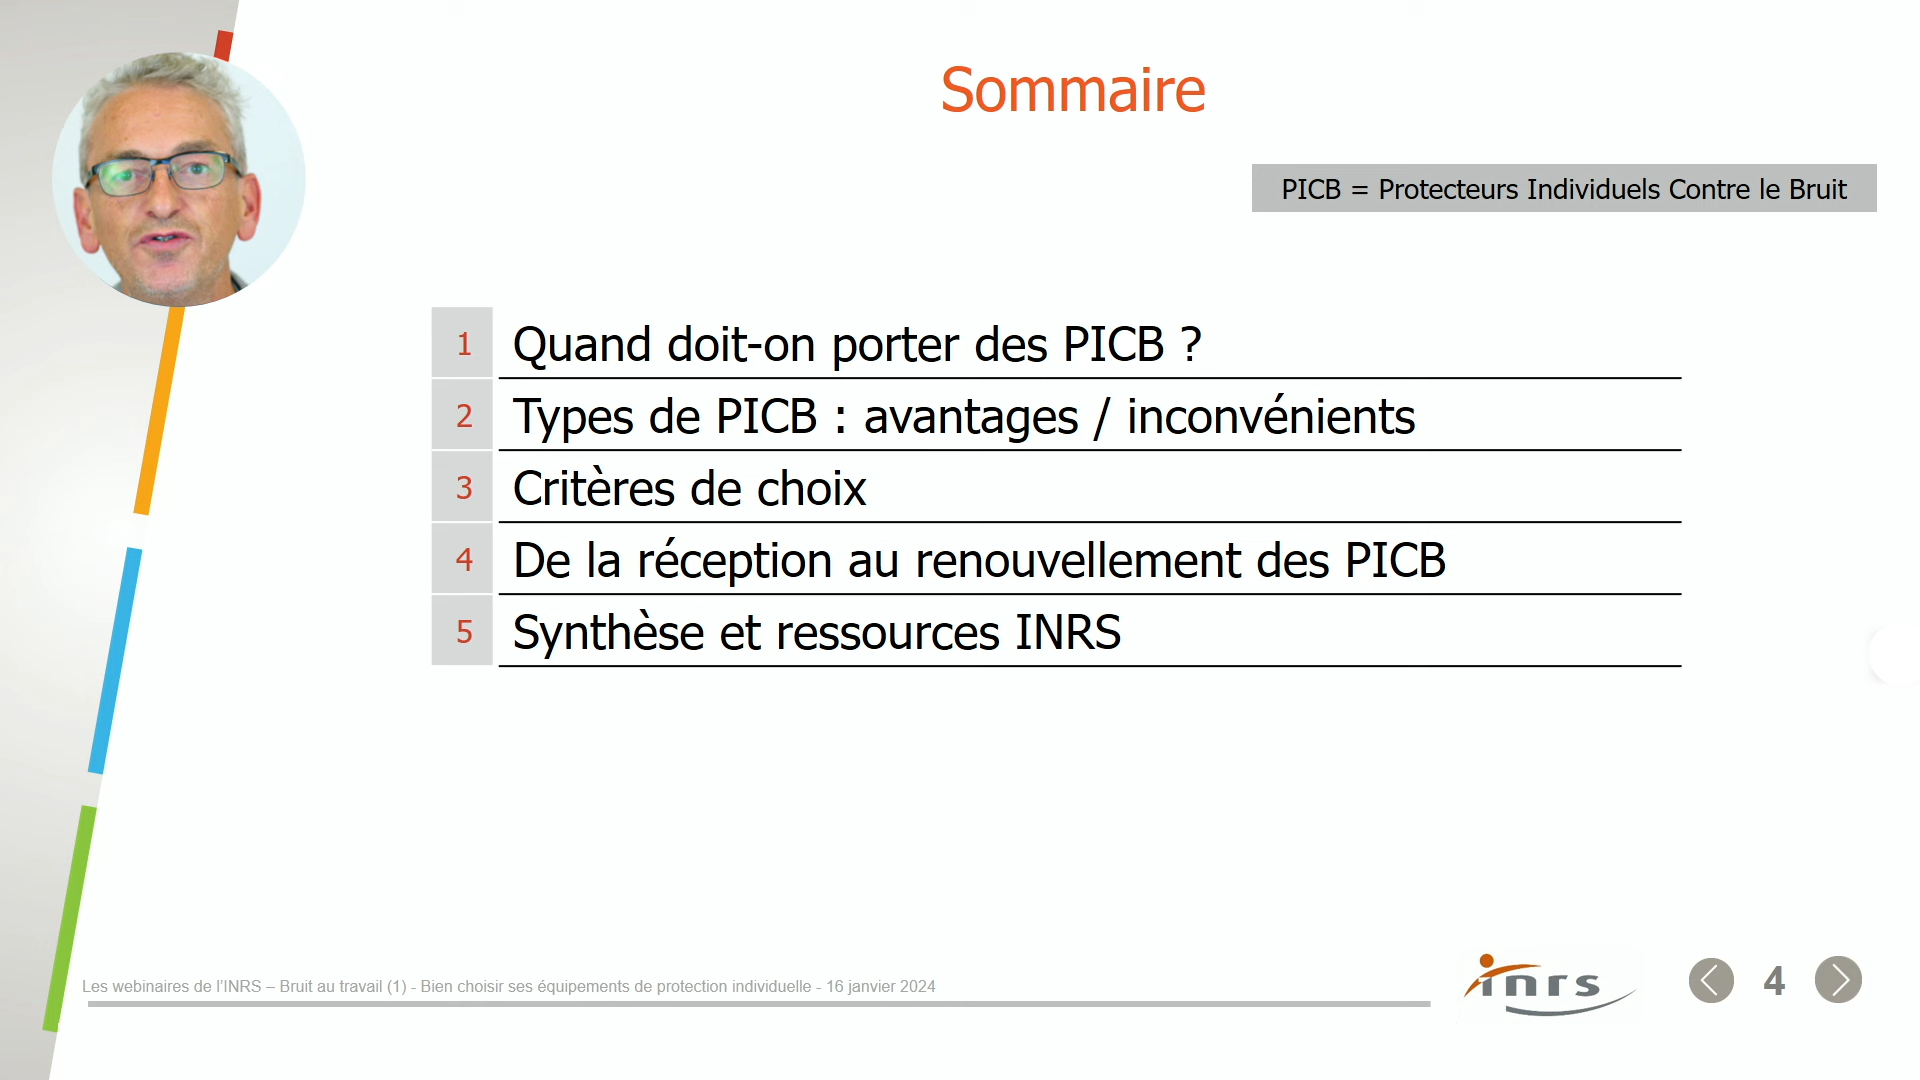 Sommaire
PICB = Protecteurs Individuels Contre le Bruit
1 Quand doit-on porter des PICB ?
2 Types de PICB : avantages / inconvénients
3 Critères de choix
4 De la réception au renouvellement des PICB
5 Synthèse et ressources INRS
Les webinaires de l’INRS – Bruit au travail (1) - Bien choisir ses équipements de protection individuelle - 16 janvier 2024
inrs
4